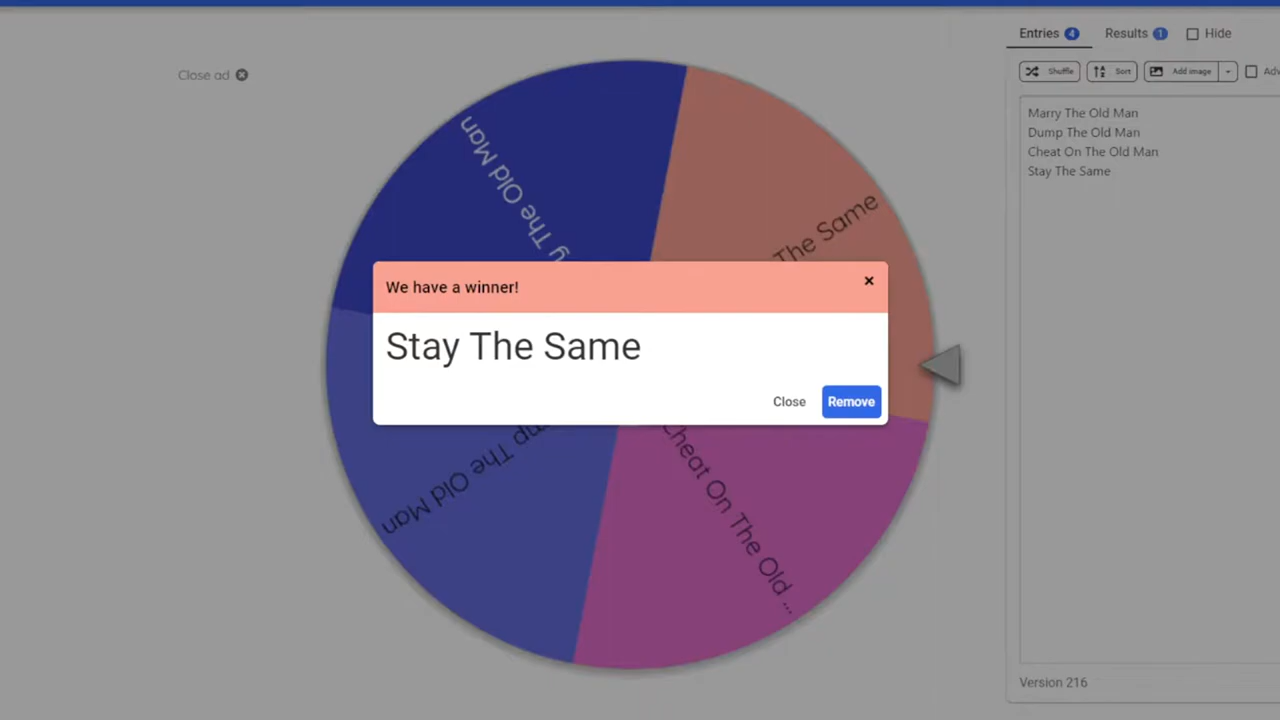 Entries 4 Results 1 Hide
Close ad
Shuffle Sort Add image
Marry The Old Man
Dump The Old Man
Cheat On The Old Man
Stay The Same
Old Man
The Same
We have a winner!
Stay The Same
Close Remove
The Old Man
Cheat On The Old ...
Version 216